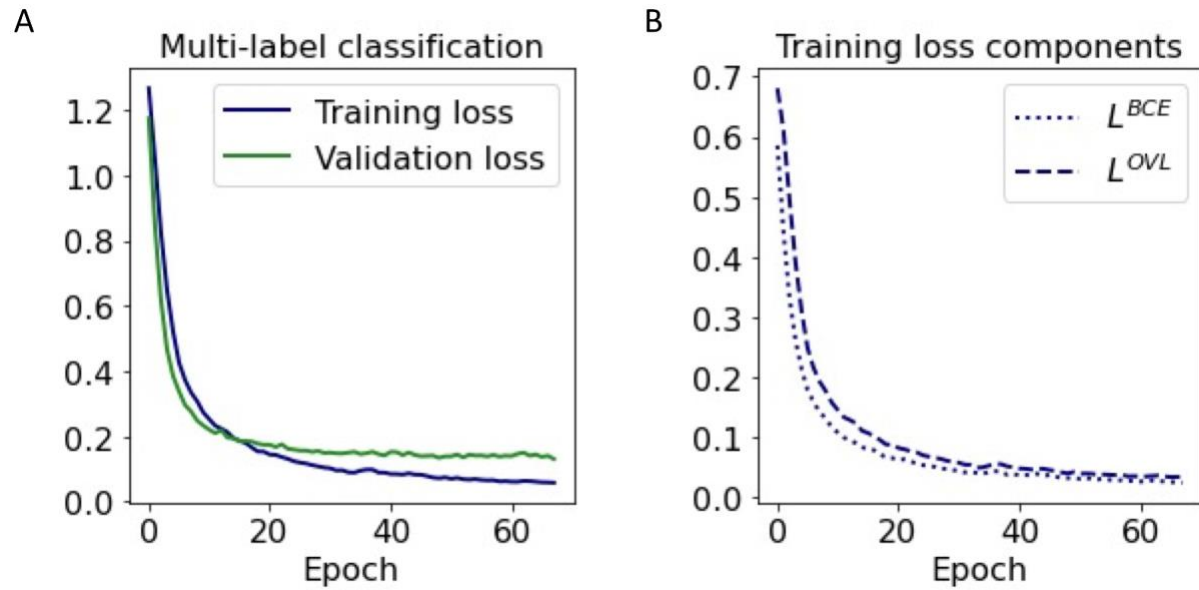 A
Multi-label classification
1.2
1.0
0.8
0.6
0.4
0.2
0.0
Training loss
Validation loss
0 20 40 60
Epoch
B
Training loss components
0.7
0.6
0.5
0.4
0.3
0.2
0.1
0.0
L^BCE
L^OVL
0 20 40 60
Epoch